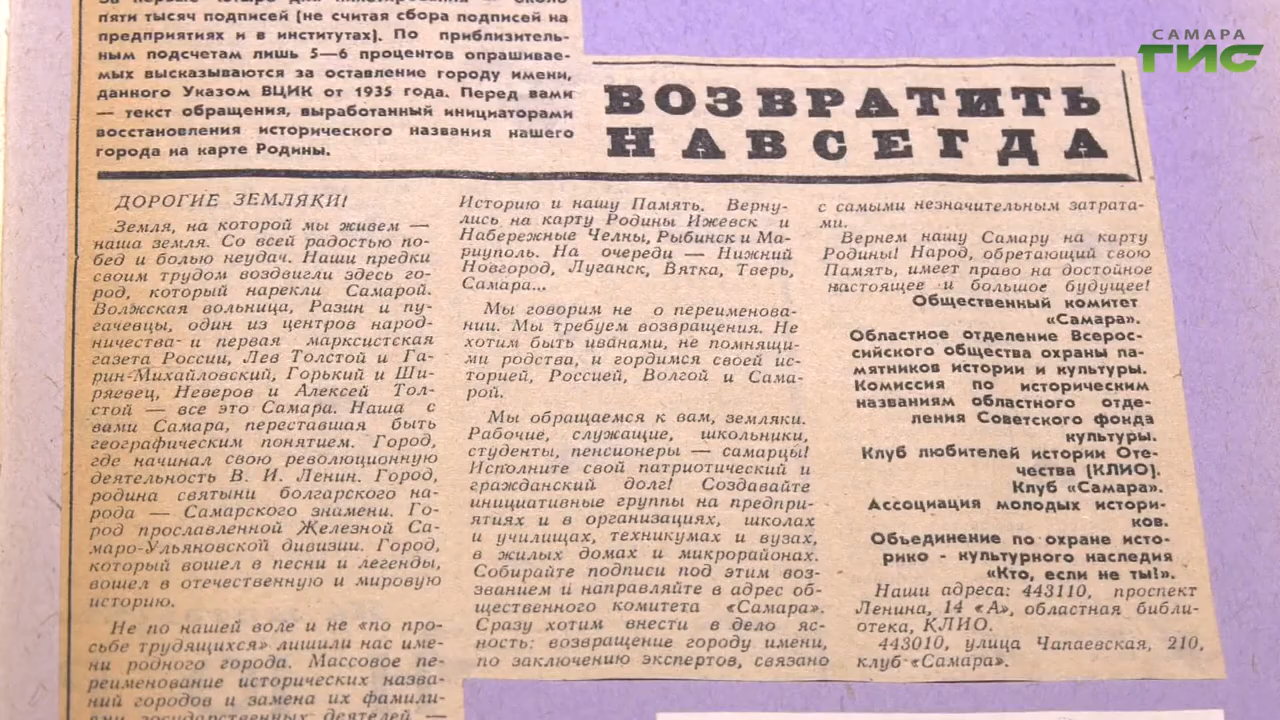 За первые
пяти тысяч подписей (не считая сбора подписей на
предприятиях и в институтах). По приблизитель-
ным подсчетам лишь 5—6 процентов опрашивае-
мых высказываются за оставление городу имени,
данного Указом ВЦИК от 1935 года. Перед вами
— текст обращения, выработанный инициаторами
восстановления исторического названия нашего
города на карте Родины.
САМАРА
ГИС
ВОЗВРАТИТЬ
НАВСЕГДА
ДОРОГИЕ ЗЕМЛЯКИ!
Земля, на которой мы живем —
наша земля. Со всей радостью по-
бед и болью неудач. Наши предки
своим трудом воздвигли здесь го-
род, который нарекли Самарой.
Волжская вольница, Разин и пу-
гачевцы, один из центров народ-
ничества и первая марксистская
газета России, Лев Толстой и Га-
рин-Михайловский, Горький и Ши-
ряевец, Неверов и Алексей Тол-
стой — все это Самара. Наша с
вами Самара, переставшая быть
географическим понятием. Город,
где начинал свою революционную
деятельность В. И. Ленин. Город,
родина святыни болгарского на-
рода — Самарского знамени. Го-
род прославленной Железной Са-
маро-Ульяновской дивизии. Город,
который вошел в песни и легенды,
вошел в отечественную и мировую
историю.
Не по нашей воле и не «по про-
сьбе трудящихся» лишили нас име-
ни родного города. Массовое пе-
реименование исторических назва-
ний городов и замена их фамили-
ями государственных деятелей —
Историю и нашу Память. Верну-
лись на карту Родины Ижевск и
Набережные Челны, Рыбинск и Ма-
риуполь. На очереди — Нижний
Новгород, Луганск, Вятка, Тверь,
Самара...
Мы говорим не о переименова-
нии. Мы требуем возвращения. Не
хотим быть иванами, не помнящи-
ми родства, и гордимся своей ис-
торией, Россией, Волгой и Сама-
рой.
Мы обращаемся к вам, земляки.
Рабочие, служащие, школьники,
студенты, пенсионеры — самарцы!
Исполните свой патриотический и
гражданский долг! Создавайте
инициативные группы на предпри-
ятиях и в организациях, школах
и училищах, техникумах и вузах,
в жилых домах и микрорайонах.
Собирайте подписи под этим воз-
званием и направляйте в адрес об-
щественного комитета «Самара».
Сразу хотим внести в дело яс-
ность: возвращение городу имени,
по заключению экспертов, связано
с самыми незначительным затрата-
ми.
Вернем нашу Самару на карту
Родины! Народ, обретающий свою
Память, имеет право на достойное
настоящее и большое будущее!
Общественный комитет
«Самара».
Областное отделение Всерос-
сийского общества охраны па-
мятников истории и культуры.
Комиссия по историческим
названиям областного отде-
ления Советского фонда
культуры.
Клуб любителей истории Оте-
чества (КЛИО).
Клуб «Самара».
Ассоциация молодых истори-
ков.
Объединение по охране исто-
рико - культурного наследия
«Кто, если не ты!».
Наши адреса: 443110, проспект
Ленина, 14 «А», областная библи-
отека, КЛИО.
443010, улица Чапаевская, 210,
клуб «Самара».